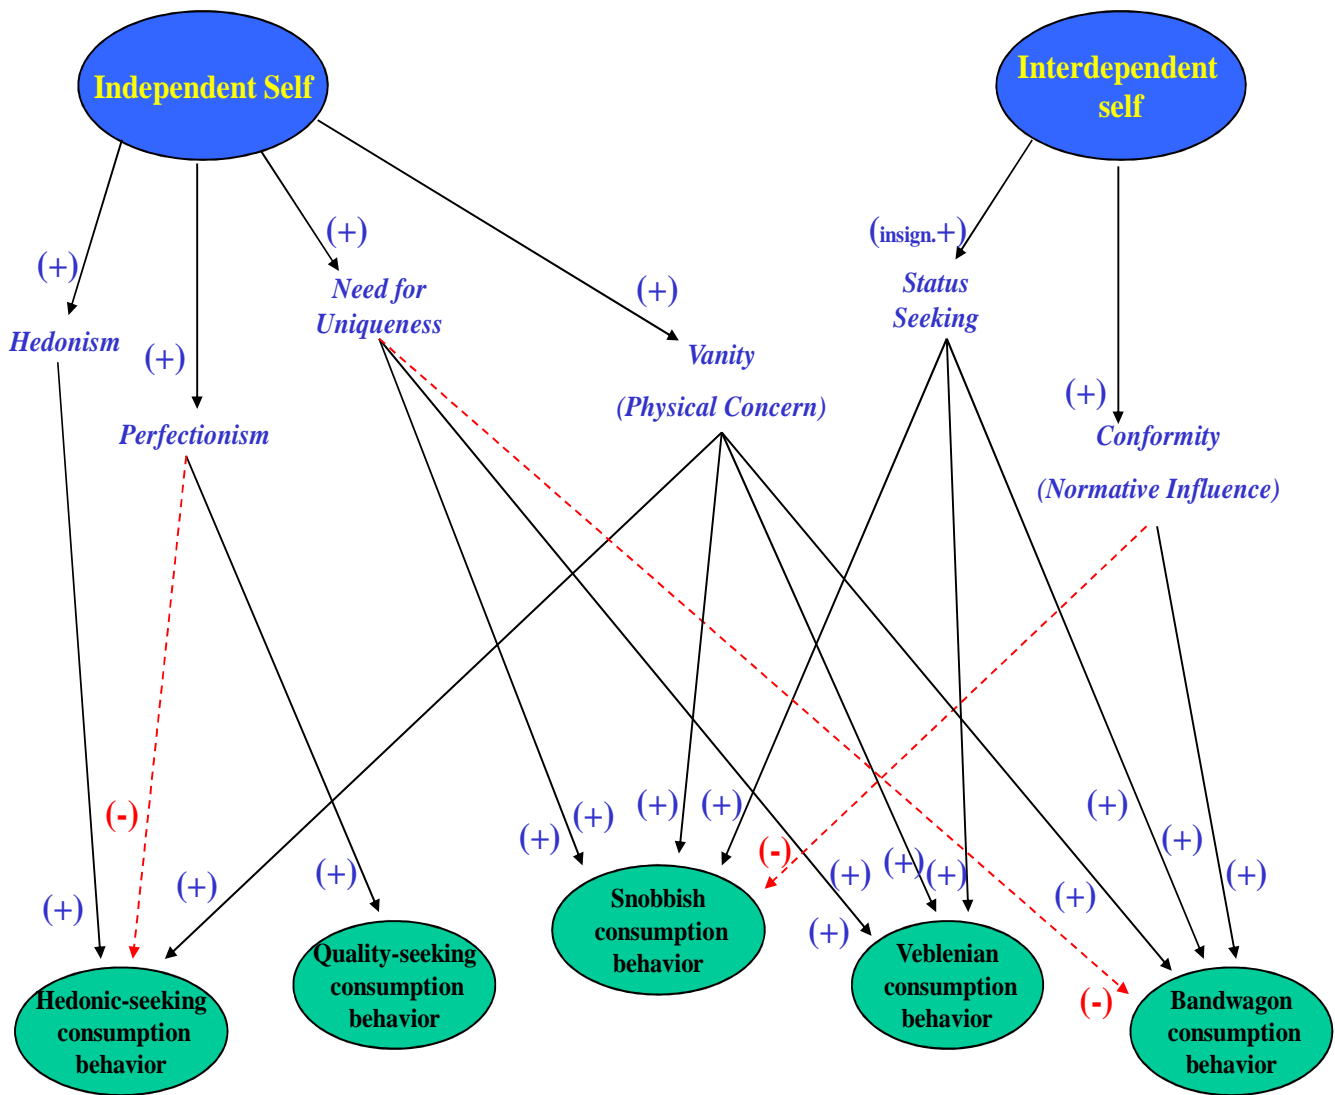 Independent Self
Interdependent
self
(+)
(insign.+)
(+)
Need for
Uniqueness
(+)
Status
Seeking
Hedonism
(+)
Vanity
(Physical Concern)
(+)
Perfectionism
Conformity
(Normative Influence)
(-)
(+)
(+)
(+)
(+)
(+)
(+)
(+)
(+)
(-)
(+)
(+)
(+)
(+)
(+)
(+)
(+)
(-)
Snobbish
consumption
behavior
Quality-seeking
consumption
behavior
Veblenian
consumption
behavior
Hedonic-seeking
consumption
behavior
Bandwagon
consumption
behavior